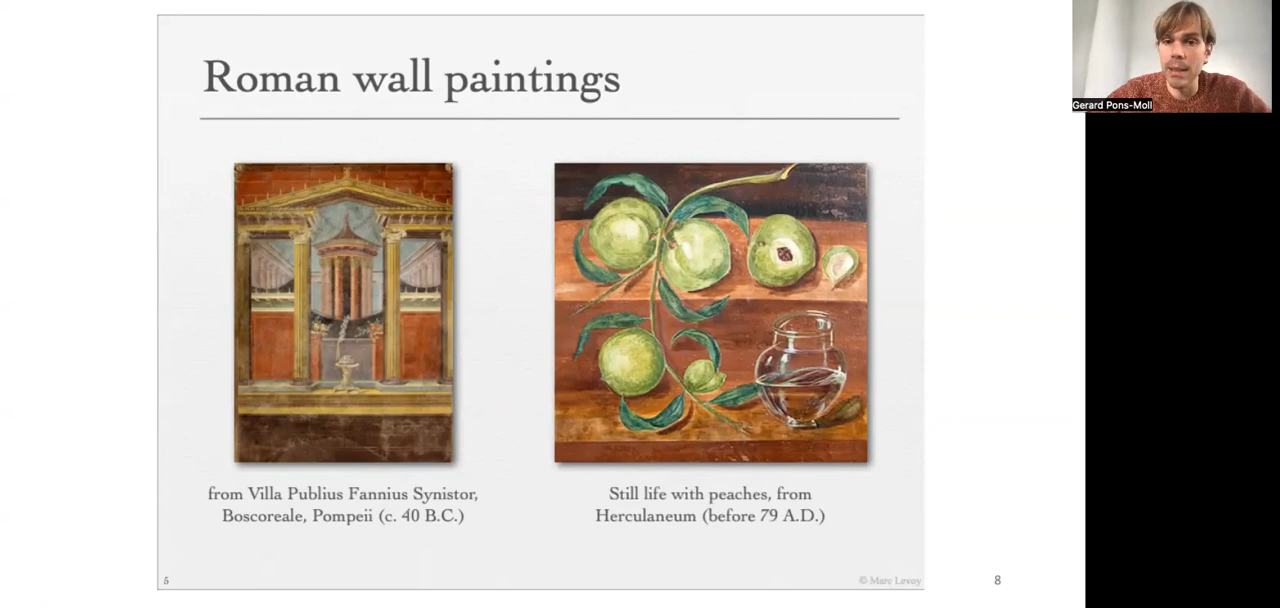 Roman wall paintings
Gerard Pons-Moll
from Villa Publius Fannius Synistor,
Boscoreale, Pompeii (c. 40 B.C.)
Still life with peaches, from
Herculaneum (before 79 A.D.)
5
© Marc Levoy
8